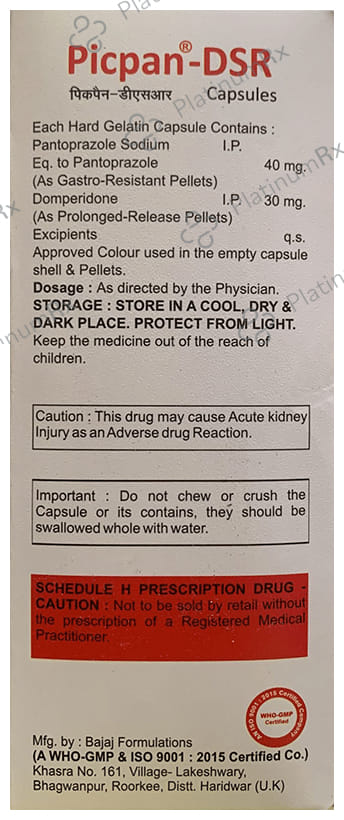 Picpan®-DSR
पिकपैन-डीएसआर Capsules
Each Hard Gelatin Capsule Contains :
Pantoprazole Sodium I.P.
Eq. to Pantoprazole 40 mg.
(As Gastro-Resistant Pellets)
Domperidone I.P. 30 mg.
(As Prolonged-Release Pellets)
Excipients q.s.
Approved Colour used in the empty capsule
shell & Pellets.
Dosage : As directed by the Physician.
STORAGE : STORE IN A COOL, DRY &
DARK PLACE. PROTECT FROM LIGHT.
Keep the medicine out of the reach of
children.
Caution : This drug may cause Acute kidney
Injury as an Adverse drug Reaction.
Important : Do not chew or crush the
Capsule or its contains, they should be
swallowed whole with water.
SCHEDULE H PRESCRIPTION DRUG -
CAUTION : Not to be sold by retail without
the prescription of a Registered Medical
Practitioner.
AN ISO 9001 : 2015 Certified Company
WHO-GMP
Certified
Mfg. by : Bajaj Formulations
(A WHO-GMP & ISO 9001 : 2015 Certified Co.)
Khasra No. 161, Village- Lakeshwary,
Bhagwanpur, Roorkee, Distt. Haridwar (U.K)
PlatinumRx